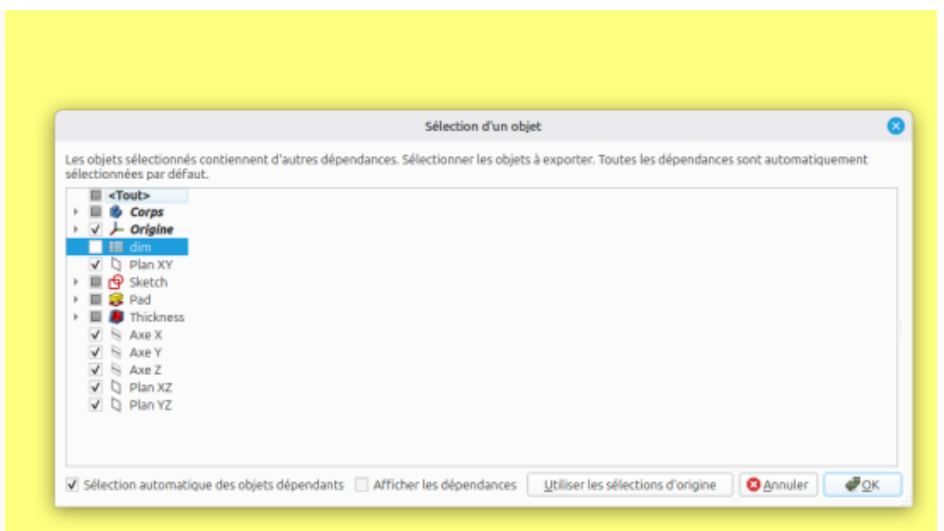 Sélection d'un objet
Les objets sélectionnés contiennent d'autres dépendances. Sélectionner les objets à exporter. Toutes les dépendances sont automatiquement
sélectionnées par défaut.
<Tout>
Corps
Origine
dim
Plan XY
Sketch
Pad
Thickness
Axe X
Axe Y
Axe Z
Plan XZ
Plan YZ
Sélection automatique des objets dépendants Afficher les dépendances Utiliser les sélections d'origine Annuler OK